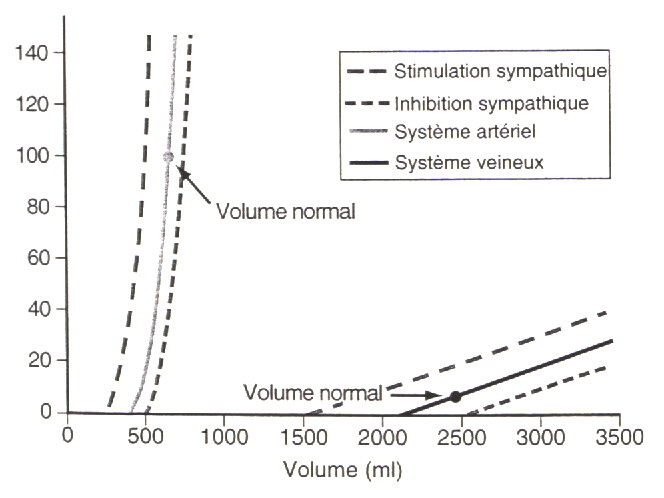 140
120
100
80
60
40
20
0
Stimulation sympathique
Inhibition sympathique
Système artériel
Système veineux
Volume normal
Volume normal
0 500 1000 1500 2000 2500 3000 3500
Volume (ml)